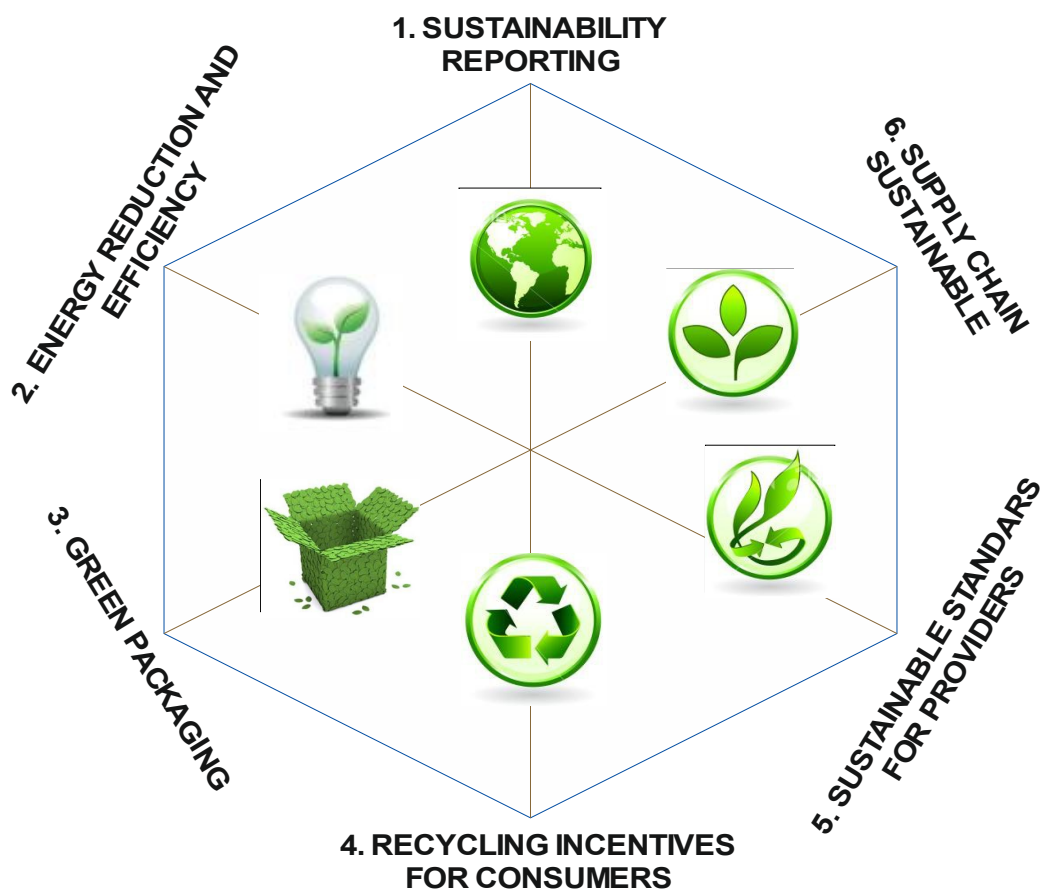 1. SUSTAINABILITY
REPORTING
2. ENERGY REDUCTION AND
EFFICIENCY
3. GREEN PACKAGING
4. RECYCLING INCENTIVES
FOR CONSUMERS
5. SUSTAINABLE STANDARS
FOR PROVIDERS
6. SUPPLY CHAIN
SUSTAINABLE